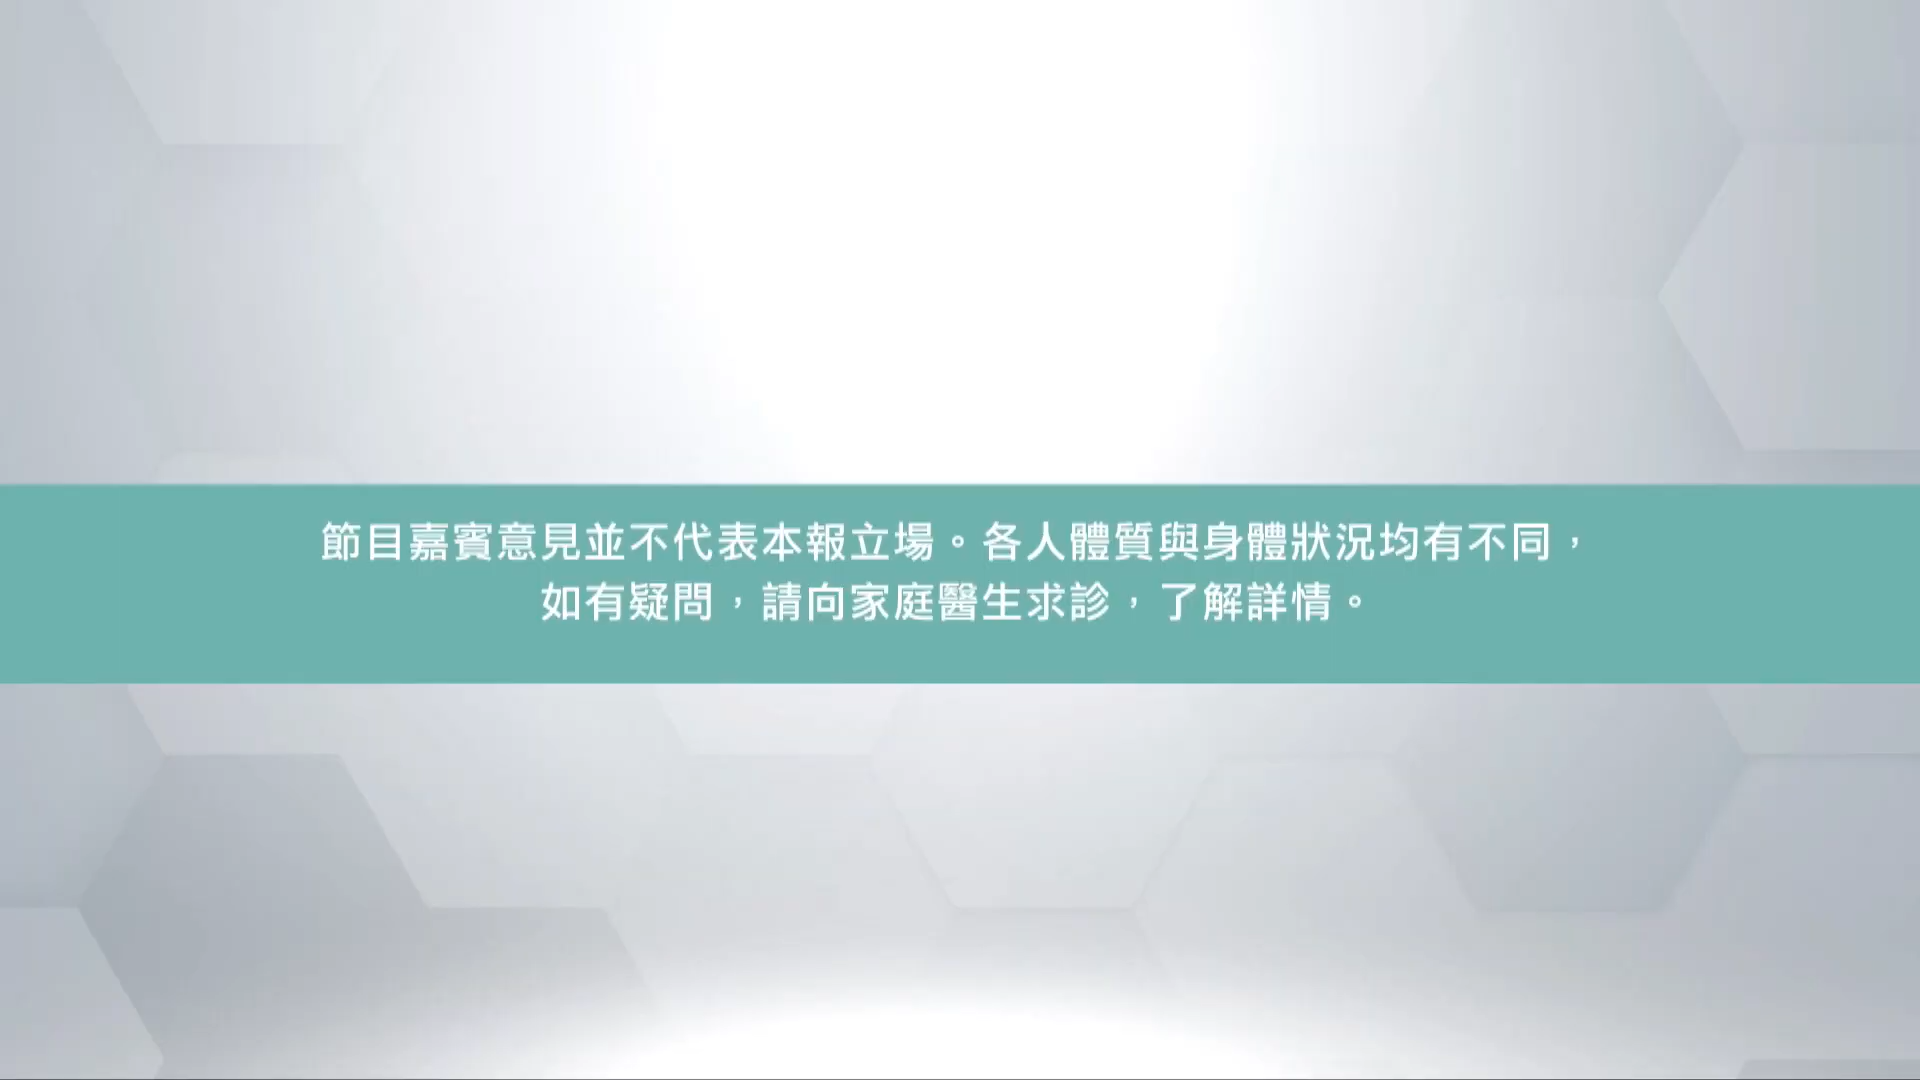 節目嘉賓意見並不代表本報立場。各人體質與身體狀況均有不同，
如有疑問，請向家庭醫生求診，了解詳情。